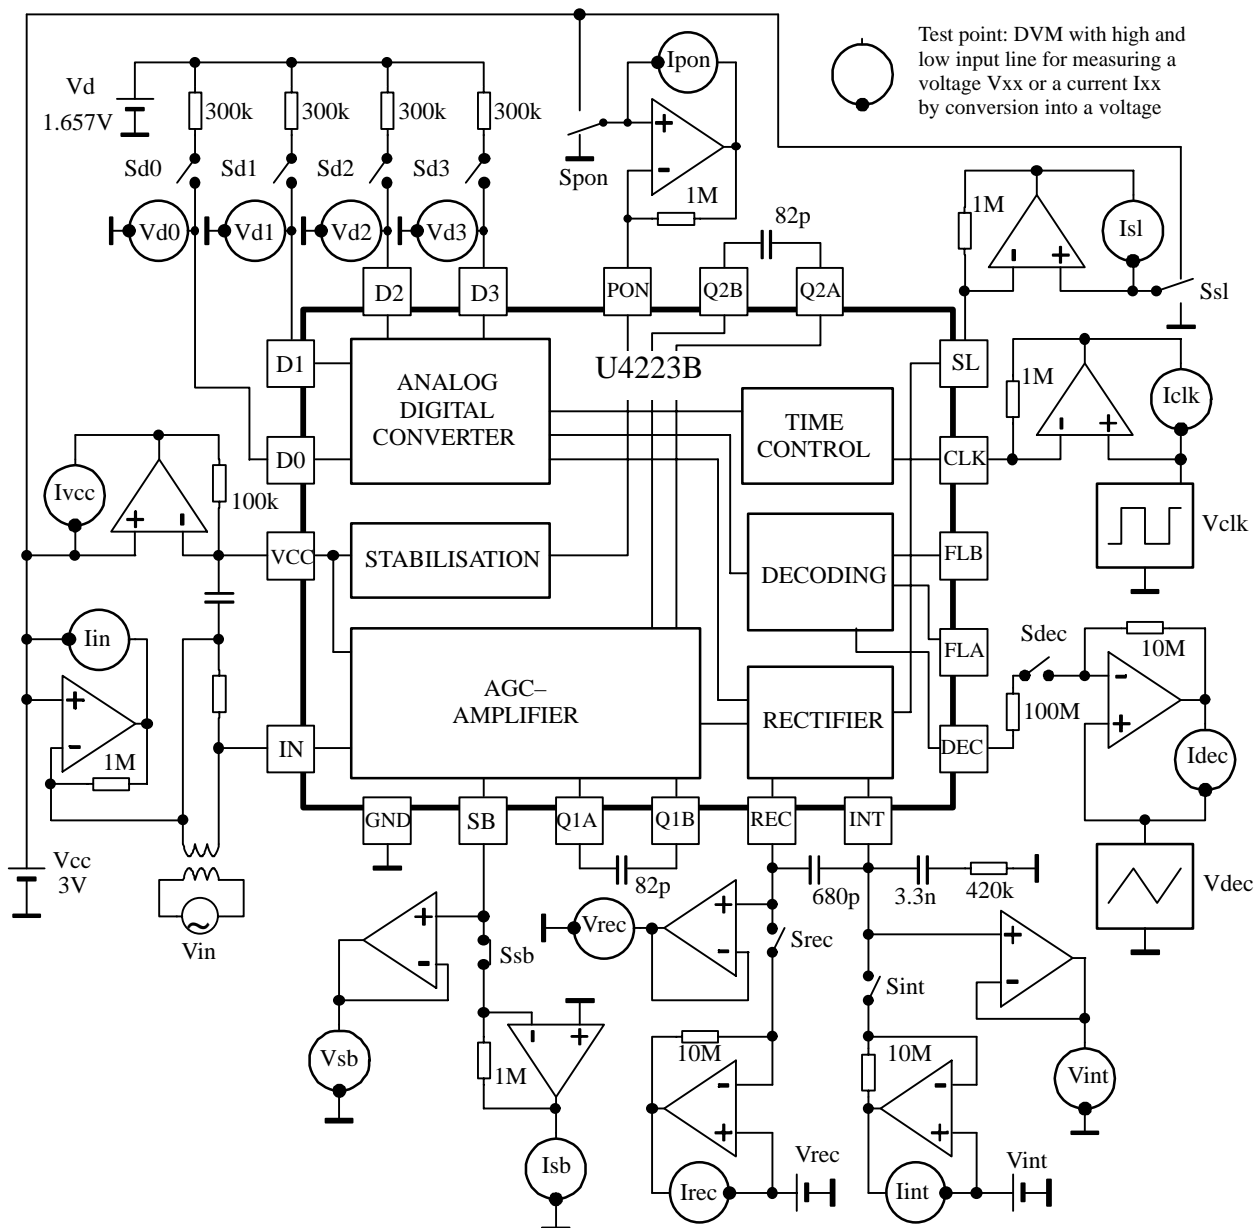 Test point: DVM with high and
low input line for measuring a
voltage Vxx or a current Ixx
by conversion into a voltage
Ipon
Vd
1.657V
300k
300k
300k
300k
Sd0
Sd1
Sd2
Sd3
Spon
+
-
1M
Vd0
Vd1
Vd2
Vd3
82p
1M
Isl
-
+
Ssl
D2
D3
PON
Q2B
Q2A
U4223B
D1
SL
ANALOG
DIGITAL
CONVERTER
TIME
CONTROL
1M
Iclk
-
+
D0
CLK
Ivcc
100k
+
-
Vclk
VCC
STABILISATION
DECODING
FLB
Iin
FLA
Sdec
10M
+
-
1M
AGC–
AMPLIFIER
RECTIFIER
100M
-
+
IN
DEC
Idec
GND
SB
Q1A
Q1B
REC
INT
Vcc
3V
82p
680p
3.3n
420k
Vdec
Vin
+
-
Ssb
Vrec
+
-
Srec
+
-
Sint
Vsb
-
+
1M
10M
10M
Vint
-
+
-
+
Isb
Irec
Vrec
Iint
Vint